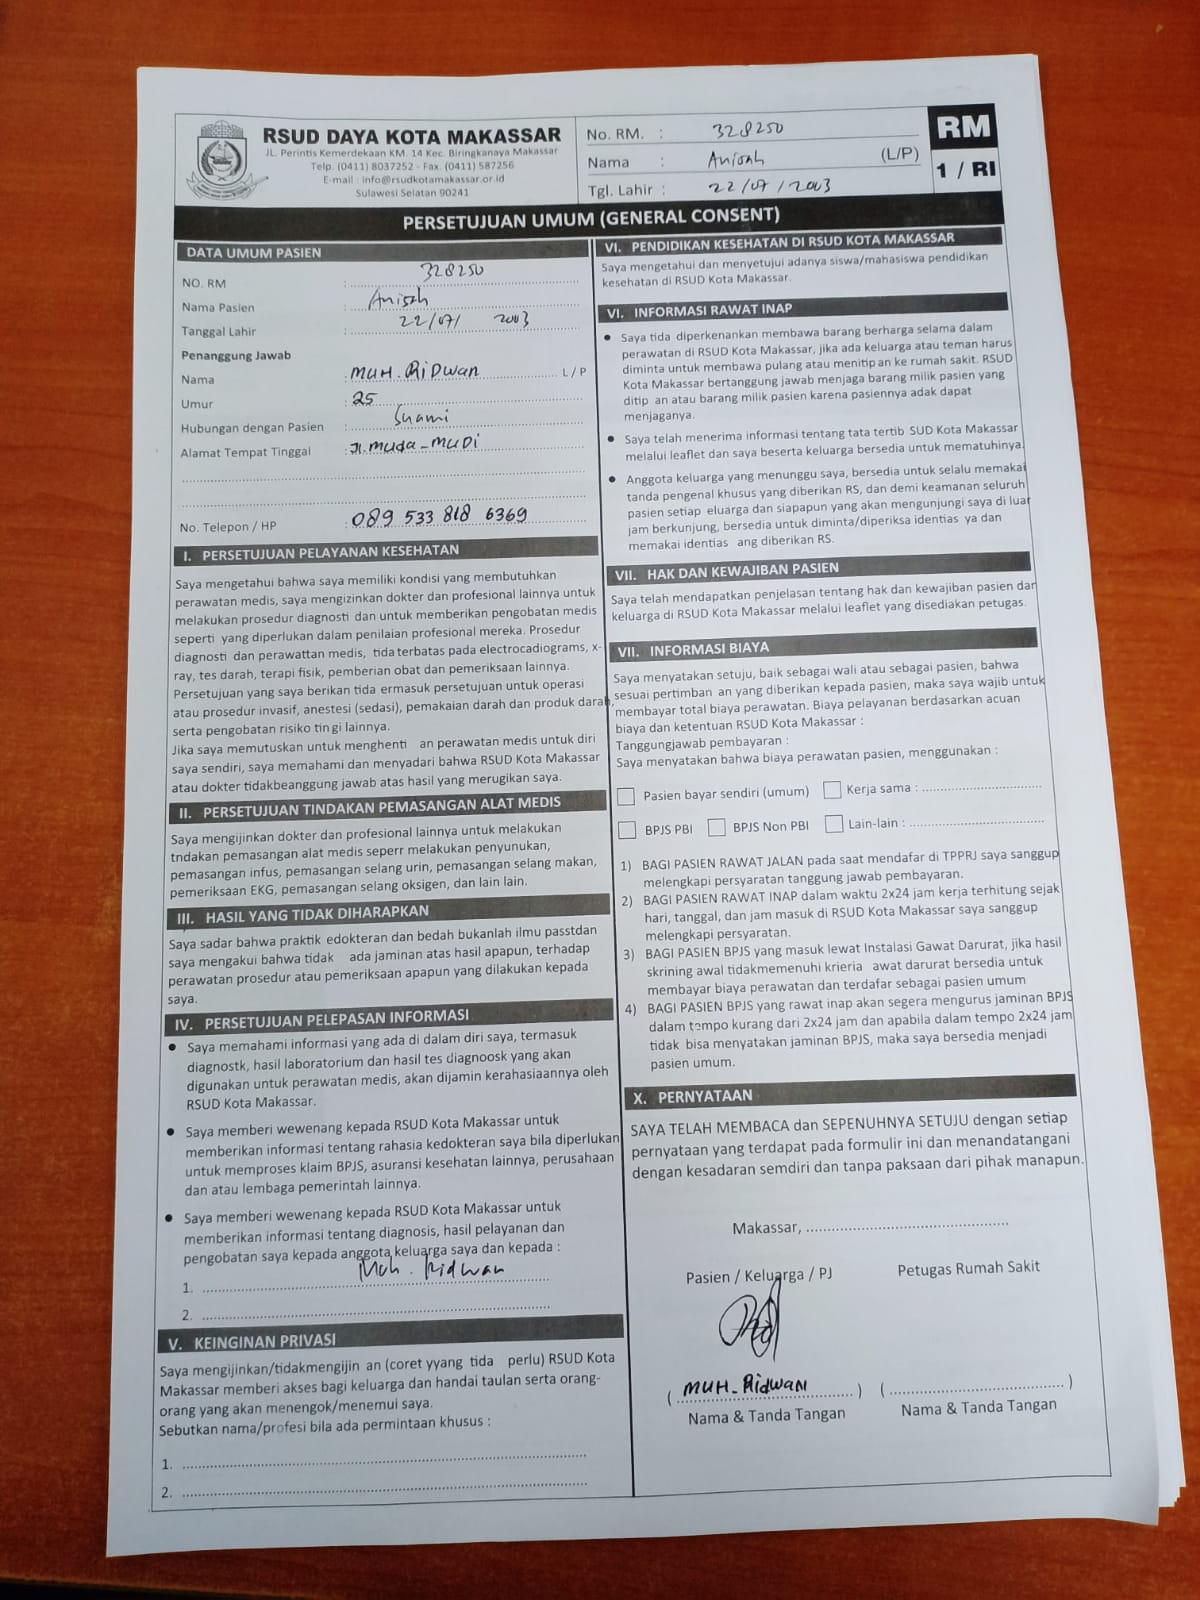 RSUD DAYA KOTA MAKASSAR
JL. Perintis Kemerdekaan KM. 14 Kec. Biringkanaya Makassar
Telp. (0411) 8037252 - Fax. (0411) 587256
E-mail : info@rsudkotamakassar.or.id
Sulawesi Selatan 90241
No. RM. : 328250
Nama : Anisah (L/P)
Tgl. Lahir : 22/07/2003
RM
1 / RI
PERSETUJUAN UMUM (GENERAL CONSENT)
DATA UMUM PASIEN
NO. RM : 328250
Nama Pasien : Anisah
Tanggal Lahir : 22/07/ 2003
Penanggung Jawab
Nama : MUH. RiDwan L / P
Umur : 25
Hubungan dengan Pasien : Suami
Alamat Tempat Tinggal : Jl. Muda-MUDi
No. Telepon / HP : 089 533 818 6369
I. PERSETUJUAN PELAYANAN KESEHATAN
Saya mengetahui bahwa saya memiliki kondisi yang membutuhkan
perawatan medis, saya mengizinkan dokter dan profesional lainnya untuk
melakukan prosedur diagnosti dan untuk memberikan pengobatan medis
seperti yang diperlukan dalam penilaian profesional mereka. Prosedur
diagnosti dan perawattan medis, tida terbatas pada electrocadiograms, x-
ray, tes darah, terapi fisik, pemberian obat dan pemeriksaan lainnya.
Persetujuan yang saya berikan tida ermasuk persetujuan untuk operasi
atau prosedur invasif, anestesi (sedasi), pemakaian darah dan produk darah,
serta pengobatan risiko tin gi lainnya.
Jika saya memutuskan untuk menghenti an perawatan medis untuk diri
saya sendiri, saya memahami dan menyadari bahwa RSUD Kota Makassar
atau dokter tidakbeanggung jawab atas hasil yang merugikan saya.
II. PERSETUJUAN TINDAKAN PEMASANGAN ALAT MEDIS
Saya mengijinkan dokter dan profesional lainnya untuk melakukan
tndakan pemasangan alat medis seperr melakukan penyunukan,
pemasangan infus, pemasangan selang urin, pemasangan selang makan,
pemeriksaan EKG, pemasangan selang oksigen, dan lain lain.
III. HASIL YANG TIDAK DIHARAPKAN
Saya sadar bahwa praktik edokteran dan bedah bukanlah ilmu passtdan
saya mengakui bahwa tidak ada jaminan atas hasil apapun, terhadap
perawatan prosedur atau pemeriksaan apapun yang dilakukan kepada
saya.
IV. PERSETUJUAN PELEPASAN INFORMASI
• Saya memahami informasi yang ada di dalam diri saya, termasuk
diagnostk, hasil laboratorium dan hasil tes diagnoosk yang akan
digunakan untuk perawatan medis, akan dijamin kerahasiaannya oleh
RSUD Kota Makassar.
• Saya memberi wewenang kepada RSUD Kota Makassar untuk
memberikan informasi tentang rahasia kedokteran saya bila diperlukan
untuk memproses klaim BPJS, asuransi kesehatan lainnya, perusahaan
dan atau lembaga pemerintah lainnya.
• Saya memberi wewenang kepada RSUD Kota Makassar untuk
memberikan informasi tentang diagnosis, hasil pelayanan dan
pengobatan saya kepada anggota keluarga saya dan kepada :
1. Muh. Ridwan
2.
V. KEINGINAN PRIVASI
Saya mengijinkan/tidakmengijin an (coret yyang tida perlu) RSUD Kota
Makassar memberi akses bagi keluarga dan handai taulan serta orang-
orang yang akan menengok/menemui saya.
Sebutkan nama/profesi bila ada permintaan khusus :
1.
2.
VI. PENDIDIKAN KESEHATAN DI RSUD KOTA MAKASSAR
Saya mengetahui dan menyetujui adanya siswa/mahasiswa pendidikan
kesehatan di RSUD Kota Makassar.
VI. INFORMASI RAWAT INAP
• Saya tida diperkenankan membawa barang berharga selama dalam
perawatan di RSUD Kota Makassar, jika ada keluarga atau teman harus
diminta untuk membawa pulang atau menitip an ke rumah sakit. RSUD
Kota Makassar bertanggung jawab menjaga barang milik pasien yang
ditip an atau barang milik pasien karena pasiennya adak dapat
menjaganya.
• Saya telah menerima informasi tentang tata tertib SUD Kota Makassar
melalui leaflet dan saya beserta keluarga bersedia untuk mematuhinya.
• Anggota keluarga yang menunggu saya, bersedia untuk selalu memakai
tanda pengenal khusus yang diberikan RS, dan demi keamanan seluruh
pasien setiap eluarga dan siapapun yang akan mengunjungi saya di luar
jam berkunjung, bersedia untuk diminta/diperiksa identias ya dan
memakai identias ang diberikan RS.
VII. HAK DAN KEWAJIBAN PASIEN
Saya telah mendapatkan penjelasan tentang hak dan kewajiban pasien dan
keluarga di RSUD Kota Makassar melalui leaflet yang disediakan petugas.
VII. INFORMASI BIAYA
Saya menyatakan setuju, baik sebagai wali atau sebagai pasien, bahwa
sesuai pertimban an yang diberikan kepada pasien, maka saya wajib untuk
membayar total biaya perawatan. Biaya pelayanan berdasarkan acuan
biaya dan ketentuan RSUD Kota Makassar :
Tanggungjawab pembayaran :
Saya menyatakan bahwa biaya perawatan pasien, menggunakan :
Pasien bayar sendiri (umum) Kerja sama :
BPJS PBI BPJS Non PBI Lain-lain :
1) BAGI PASIEN RAWAT JALAN pada saat mendafar di TPPRJ saya sanggup
melengkapi persyaratan tanggung jawab pembayaran.
2) BAGI PASIEN RAWAT INAP dalam waktu 2x24 jam kerja terhitung sejak
hari, tanggal, dan jam masuk di RSUD Kota Makassar saya sanggup
melengkapi persyaratan.
3) BAGI PASIEN BPJS yang masuk lewat Instalasi Gawat Darurat, jika hasil
skrining awal tidakmemenuhi krieria awat darurat bersedia untuk
membayar biaya perawatan dan terdafar sebagai pasien umum
4) BAGI PASIEN BPJS yang rawat inap akan segera mengurus jaminan BPJS
dalam tempo kurang dari 2x24 jam dan apabila dalam tempo 2x24 jam
tidak bisa menyatakan jaminan BPJS, maka saya bersedia menjadi
pasien umum.
X. PERNYATAAN
SAYA TELAH MEMBACA dan SEPENUHNYA SETUJU dengan setiap
pernyataan yang terdapat pada formulir ini dan menandatangani
dengan kesadaran semdiri dan tanpa paksaan dari pihak manapun.
Makassar,
Pasien / Keluarga / PJ Petugas Rumah Sakit
( MUH-RidwaN ) ( )
Nama & Tanda Tangan Nama & Tanda Tangan